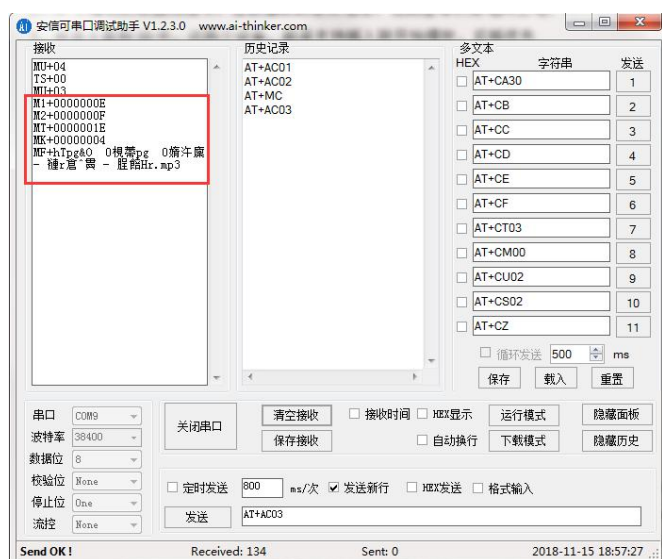 安信可串口调试助手 V1.2.3.0 www.ai-thinker.com
接收
MU+04
TS+00
MU+03
M1+0000000E
M2+0000000F
MT+0000001E
MK+00000004
MF+hTpg&O 0槻蔕pg 0
- r - Hr.mp3
历史记录
AT+AC01
AT+AC02
AT+MC
AT+AC03
多文本
HEX 字符串 发送
AT+CA30 1
AT+CB 2
AT+CC 3
AT+CD 4
AT+CE 5
AT+CF 6
AT+CT03 7
AT+CM00 8
AT+CU02 9
AT+CS02 10
AT+CZ 11
循环发送 500 ms
保存 载入 重置
串口 COM9
波特率 38400
数据位 8
校验位 None
停止位 One
流控 None
关闭串口
清空接收 接收时间 HEX显示 运行模式 隐藏面板
保存接收 自动换行 下载模式 隐藏历史
定时发送 800 ms/次 发送新行 HEX发送 格式输入
发送 AT+AC03
Send OK! Received: 134 Sent: 0 2018-11-15 18:57:27